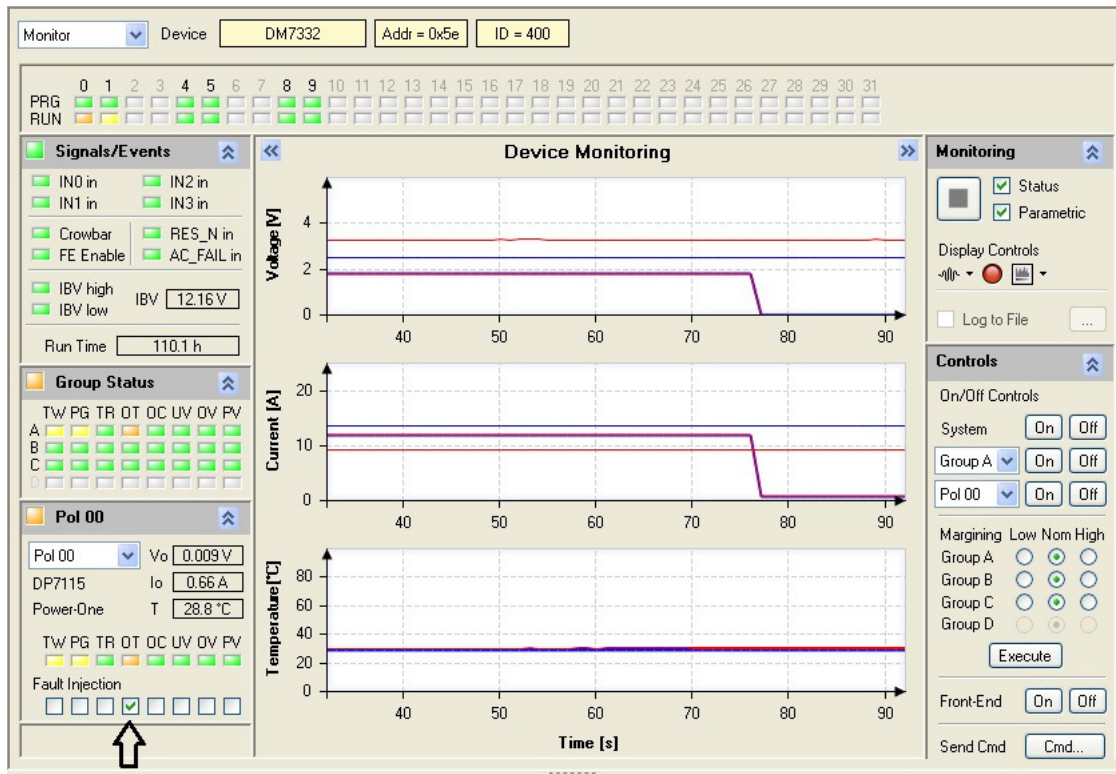 Monitor Device DM7332 Addr = 0x5e ID = 400
0 1 2 3 4 5 6 7 8 9 10 11 12 13 14 15 16 17 18 19 20 21 22 23 24 25 26 27 28 29 30 31
PRG
RUN
Signals/Events
IN0 in IN2 in
IN1 in IN3 in
Crowbar RES_N in
FE Enable AC_FAIL in
IBV high
IBV 12.16 V
IBV low
Run Time 110.1 h
Group Status
TW PG TR OT OC UV OV PV
A
B
C
D
Pol 00
Pol 00 Vo 0.009 V
DP7115 Io 0.66 A
Power-One T 28.8 °C
TW PG TR OT OC UV OV PV
Fault Injection
Device Monitoring
Voltage [V]
4
2
0
40 50 60 70 80 90
Current [A]
20
10
0
40 50 60 70 80 90
Temperature[°C]
80
60
40
20
0
40 50 60 70 80 90
Time [s]
Monitoring
Status
Parametric
Display Controls
Log to File ...
Controls
On/Off Controls
System On Off
Group A On Off
Pol 00 On Off
Margining Low Nom High
Group A
Group B
Group C
Group D
Execute
Front-End On Off
Send Cmd Cmd...